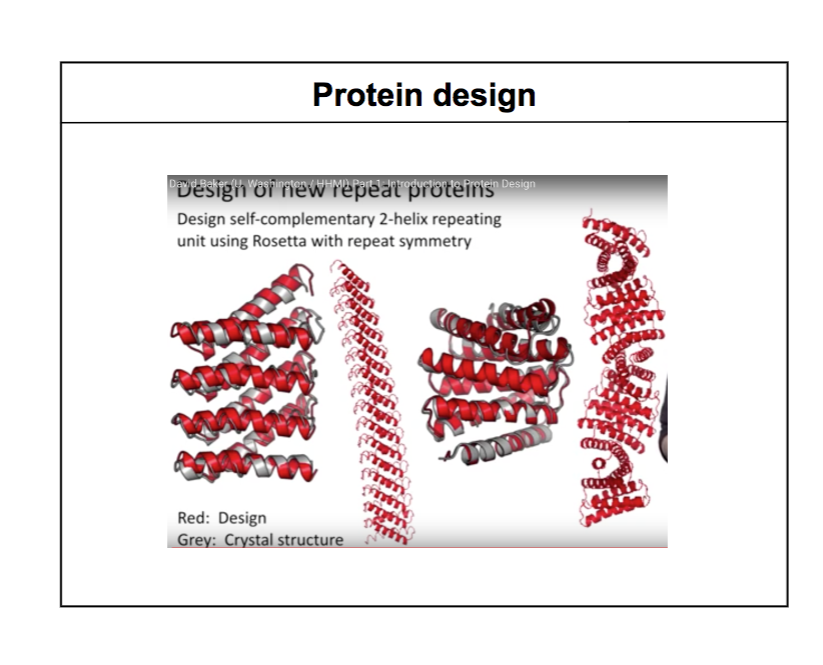 Protein design
David Baker (U. Washington / HHMI) Part 1: Introduction to Protein Design
Design of new repeat proteins
Design self-complementary 2-helix repeating
unit using Rosetta with repeat symmetry
Red: Design
Grey: Crystal structure